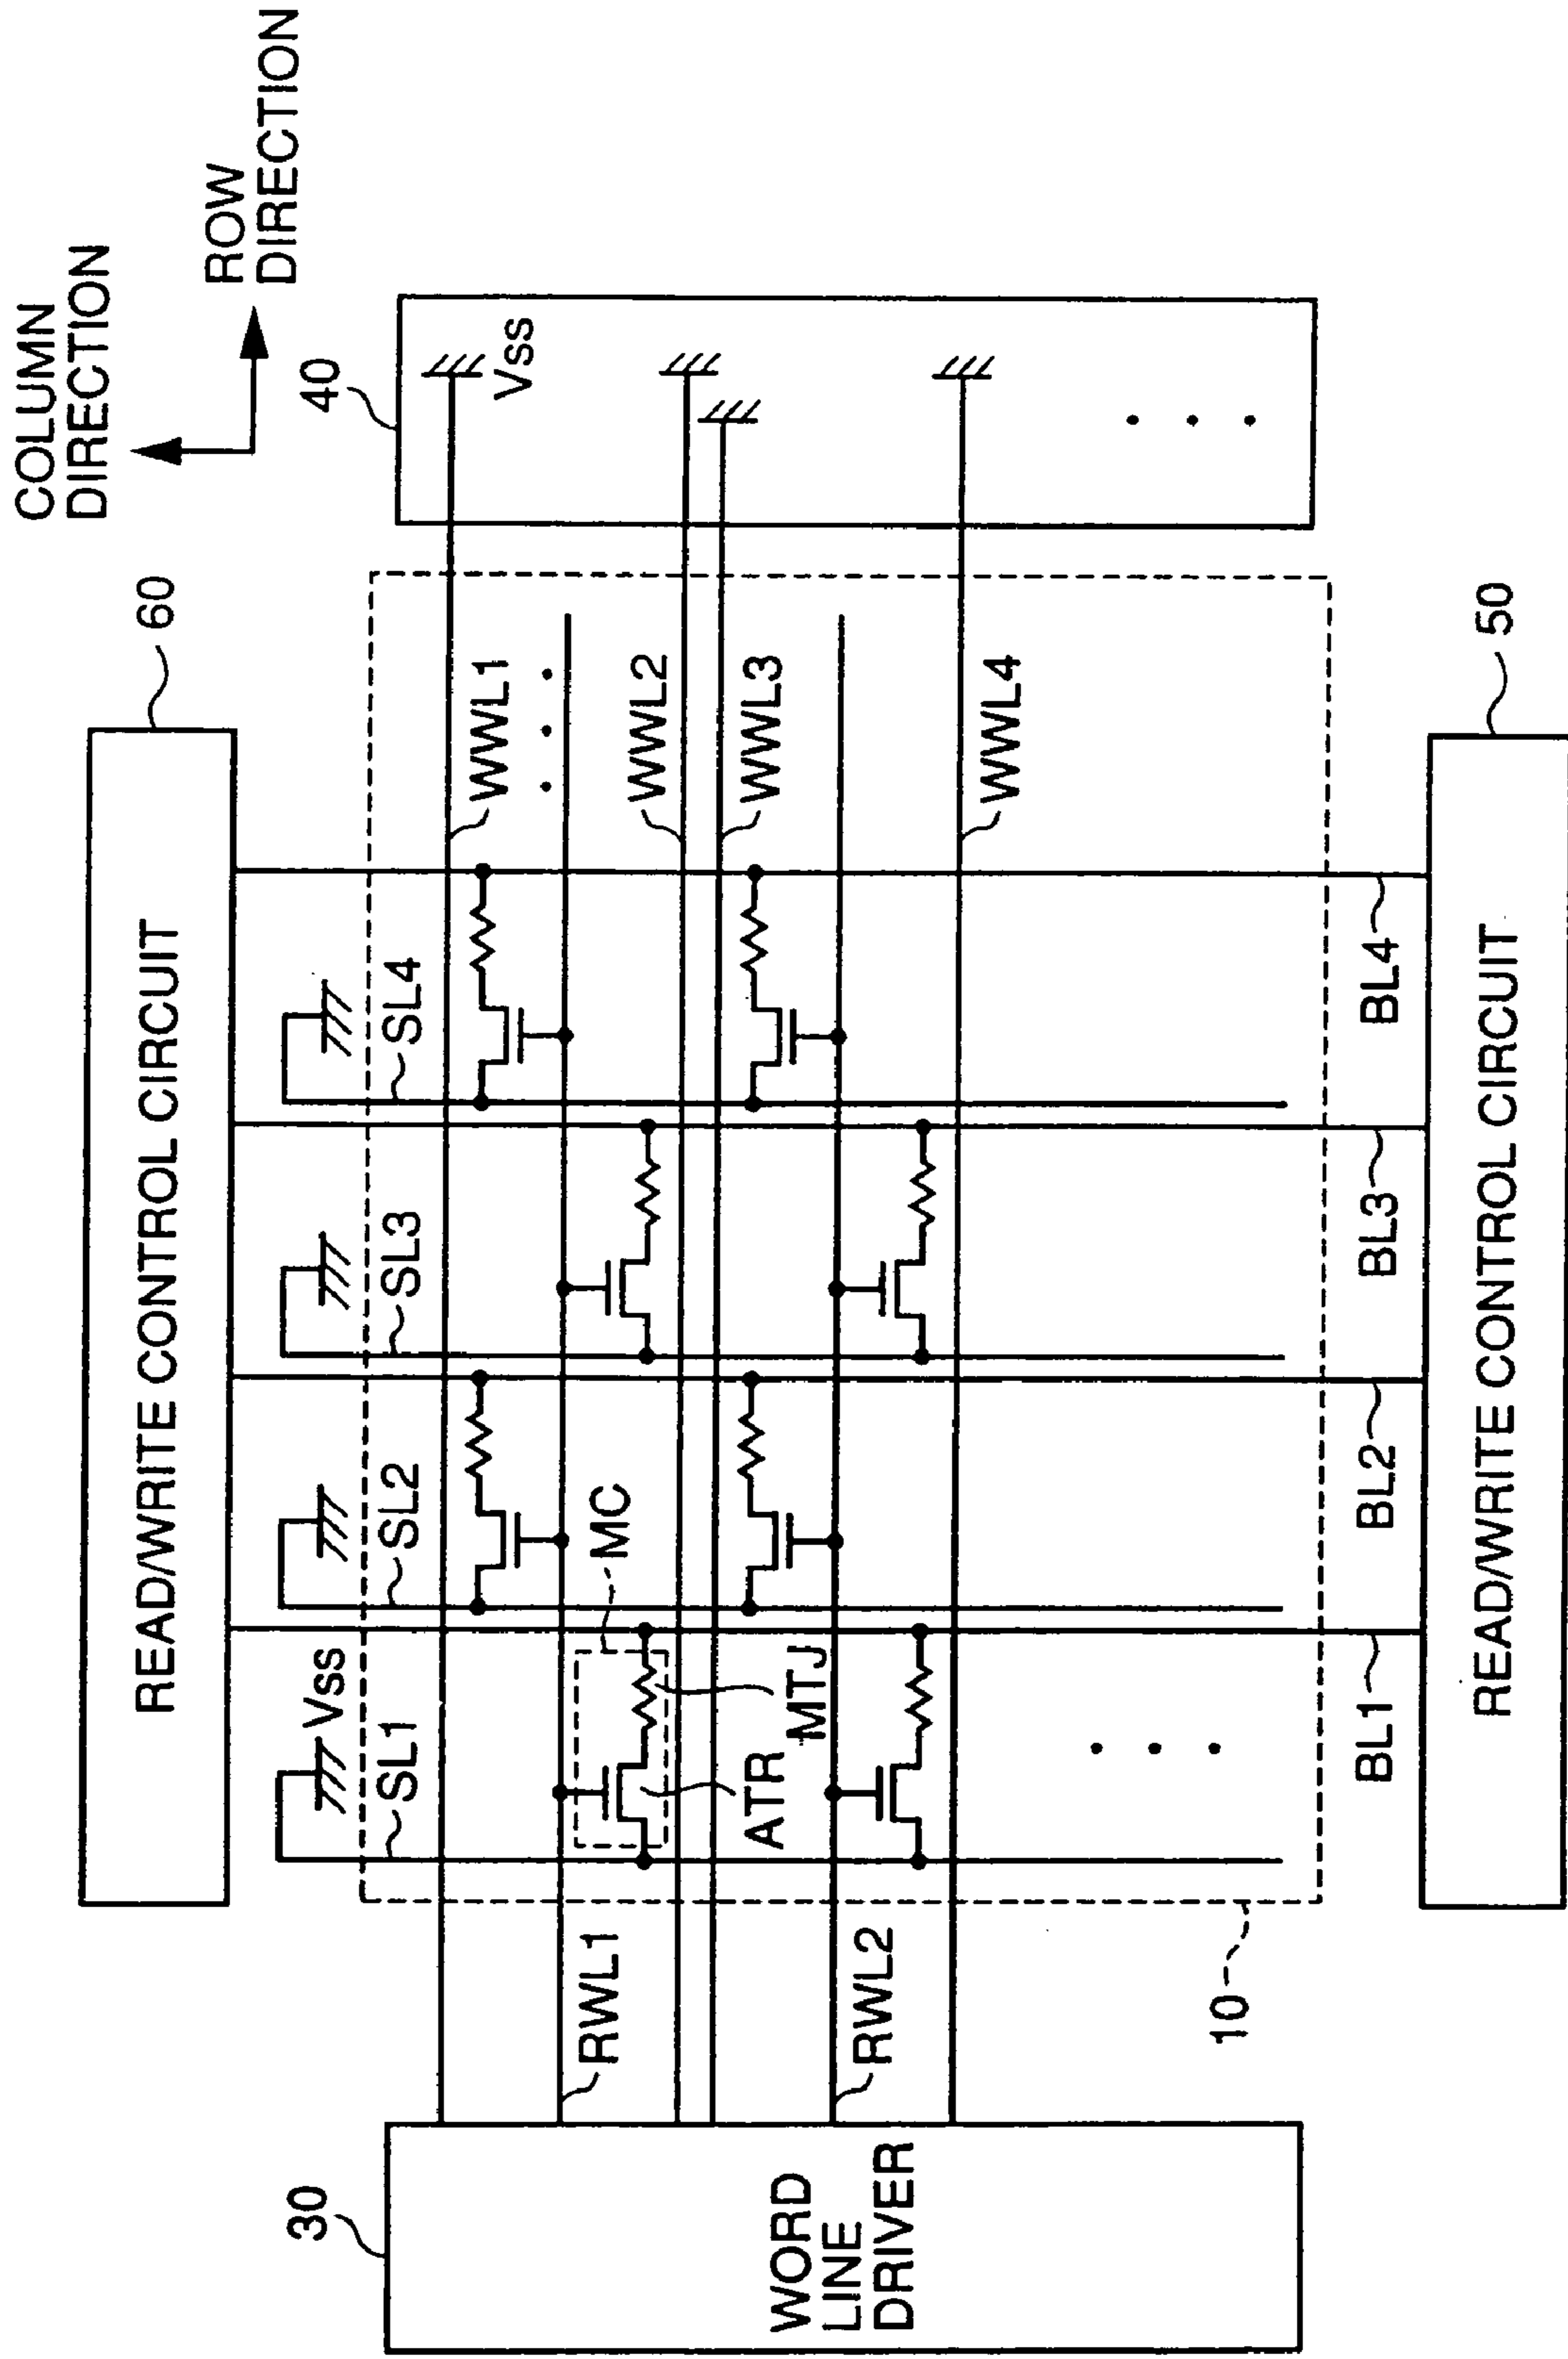 COLUMN
DIRECTION
ROW
DIRECTION
60
READ/WRITE CONTROL CIRCUIT
40
Vss
SL1
Vss
SL2
SL3
SL4
WWL1
RWL1
MC
WWL2
WWL3
ATR
MTJ
RWL2
WWL4
30
WORD
LINE
DRIVER
10
BL1
BL2
BL3
BL4
50
READ/WRITE CONTROL CIRCUIT